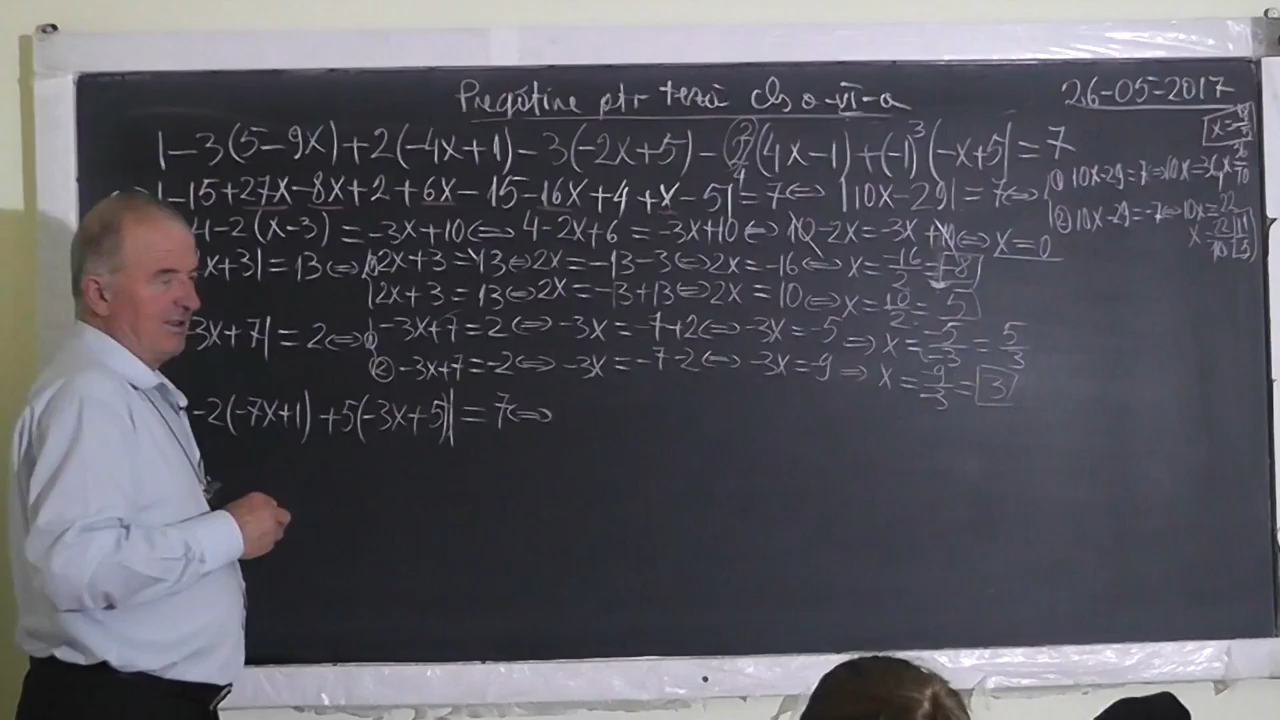 Pregătire ptr teză cls a-VI-a
26-05-2017
|-3(5-9x)+2(-4x+1)-3(-2x+5)-(4x-1)+(-1)³(-x+5)|=7
|-15+27x-8x+2+6x-15-16x+4+x-5|=7⇔|10x-29|=7⇔
4-2(x-3)=-3x+10⇔4-2x+6=-3x+10⇔10-2x=-3x+10⇔x=0
x+3|=13⇔ 2x+3=-13⇔2x=-13-3⇔2x=-16⇔x=-16/2=-8
2x+3=13⇔2x=-13+13⇔2x=10⇔x=10/2=5
-3x+7|=2⇔① -3x+7=2⇔-3x=-7+2⇔-3x=-5⇒x=-5/-3=5/3
② -3x+7=-2⇔-3x=-7-2⇔-3x=-9⇒x=9/3=3
-2(-7x+1)+5(-3x+5)|=7⇔
① 10x-29=7⇒10x=36
② 10x-29=-7⇔10x=22